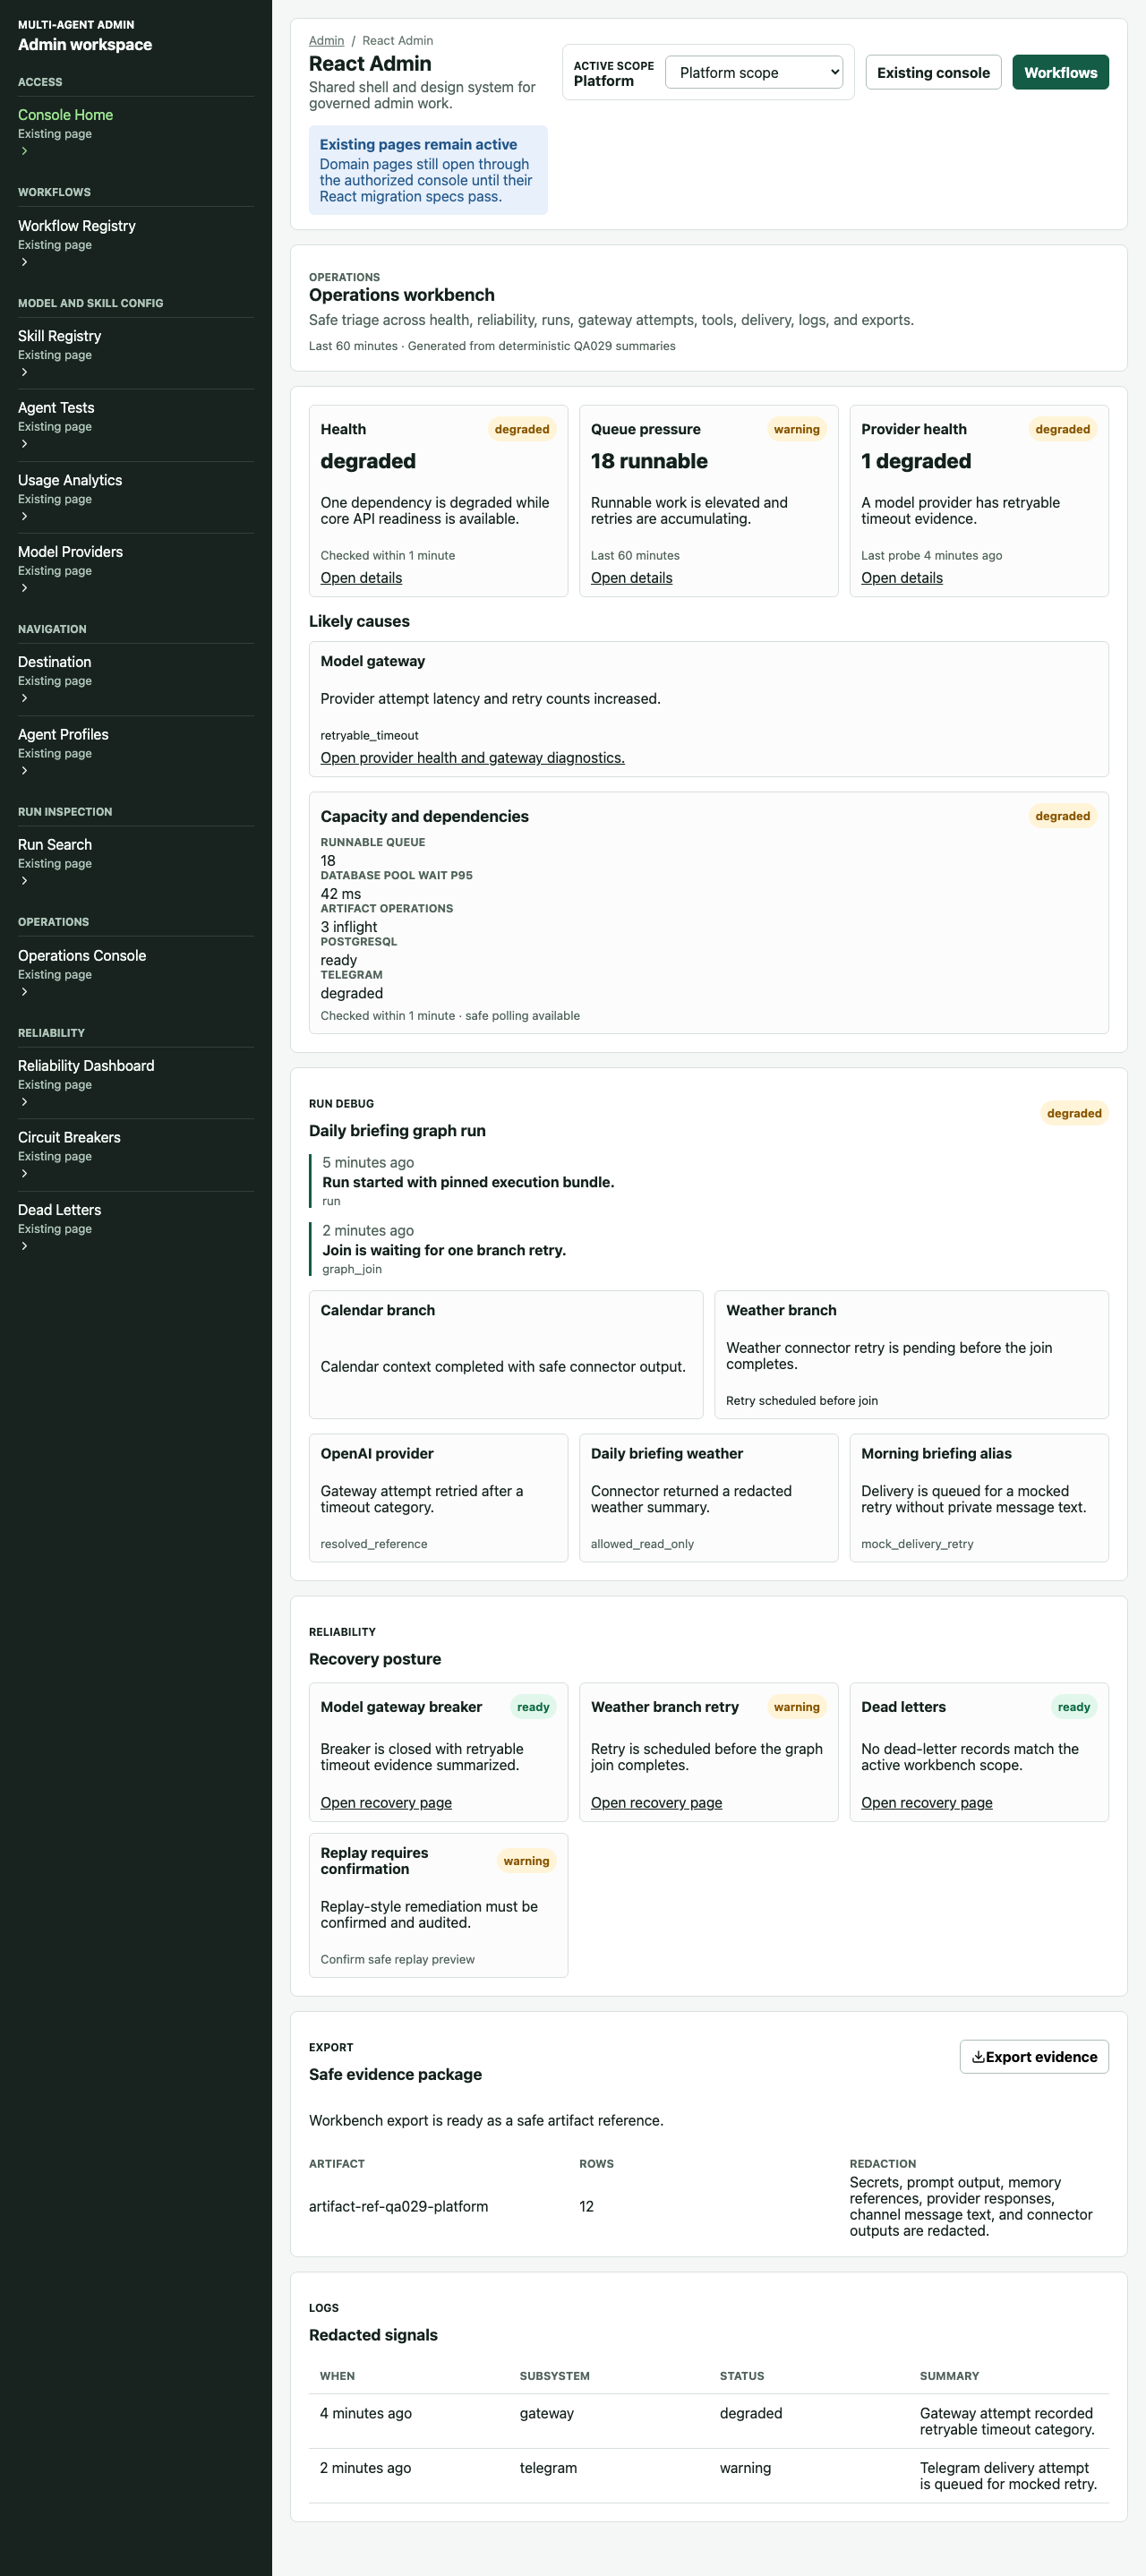 MULTI-AGENT ADMIN
Admin workspace
ACCESS
Console Home
Existing page
WORKFLOWS
Workflow Registry
Existing page
MODEL AND SKILL CONFIG
Skill Registry
Existing page
Agent Tests
Existing page
Usage Analytics
Existing page
Model Providers
Existing page
NAVIGATION
Destination
Existing page
Agent Profiles
Existing page
RUN INSPECTION
Run Search
Existing page
OPERATIONS
Operations Console
Existing page
RELIABILITY
Reliability Dashboard
Existing page
Circuit Breakers
Existing page
Dead Letters
Existing page
Admin / React Admin
React Admin
Shared shell and design system for
governed admin work.
ACTIVE SCOPE
Platform
Platform scope
Existing console
Workflows
Existing pages remain active
Domain pages still open through
the authorized console until their
React migration specs pass.
OPERATIONS
Operations workbench
Safe triage across health, reliability, runs, gateway attempts, tools, delivery, logs, and exports.
Last 60 minutes · Generated from deterministic QA029 summaries
Health
degraded
degraded
One dependency is degraded while
core API readiness is available.
Checked within 1 minute
Open details
Queue pressure
warning
18 runnable
Runnable work is elevated and
retries are accumulating.
Last 60 minutes
Open details
Provider health
degraded
1 degraded
A model provider has retryable
timeout evidence.
Last probe 4 minutes ago
Open details
Likely causes
Model gateway
Provider attempt latency and retry counts increased.
retryable_timeout
Open provider health and gateway diagnostics.
Capacity and dependencies
degraded
RUNNABLE QUEUE
18
DATABASE POOL WAIT P95
42 ms
ARTIFACT OPERATIONS
3 inflight
POSTGRESQL
ready
TELEGRAM
degraded
Checked within 1 minute · safe polling available
RUN DEBUG
Daily briefing graph run
degraded
5 minutes ago
Run started with pinned execution bundle.
run
2 minutes ago
Join is waiting for one branch retry.
graph_join
Calendar branch
Calendar context completed with safe connector output.
Weather branch
Weather connector retry is pending before the join
completes.
Retry scheduled before join
OpenAI provider
Gateway attempt retried after a
timeout category.
resolved_reference
Daily briefing weather
Connector returned a redacted
weather summary.
allowed_read_only
Morning briefing alias
Delivery is queued for a mocked
retry without private message text.
mock_delivery_retry
RELIABILITY
Recovery posture
Model gateway breaker
ready
Breaker is closed with retryable
timeout evidence summarized.
Open recovery page
Weather branch retry
warning
Retry is scheduled before the graph
join completes.
Open recovery page
Dead letters
ready
No dead-letter records match the
active workbench scope.
Open recovery page
Replay requires
confirmation
warning
Replay-style remediation must be
confirmed and audited.
Confirm safe replay preview
EXPORT
Safe evidence package
Export evidence
Workbench export is ready as a safe artifact reference.
ARTIFACT
artifact-ref-qa029-platform
ROWS
12
REDACTION
Secrets, prompt output, memory
references, provider responses,
channel message text, and connector
outputs are redacted.
LOGS
Redacted signals
WHEN SUBSYSTEM STATUS SUMMARY
4 minutes ago gateway degraded Gateway attempt recorded
retryable timeout category.
2 minutes ago telegram warning Telegram delivery attempt
is queued for mocked retry.